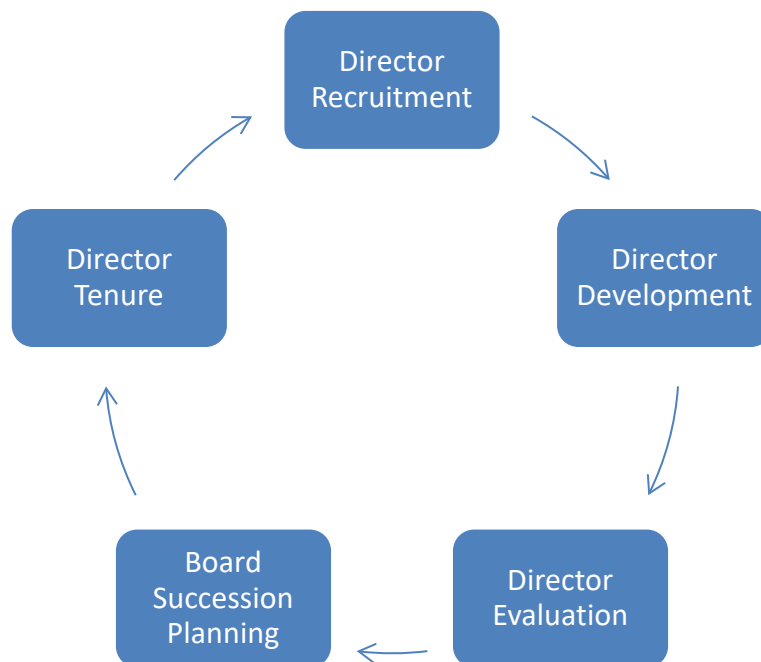 Director
Recruitment
Director
Development
Director
Evaluation
Board
Succession
Planning
Director
Tenure